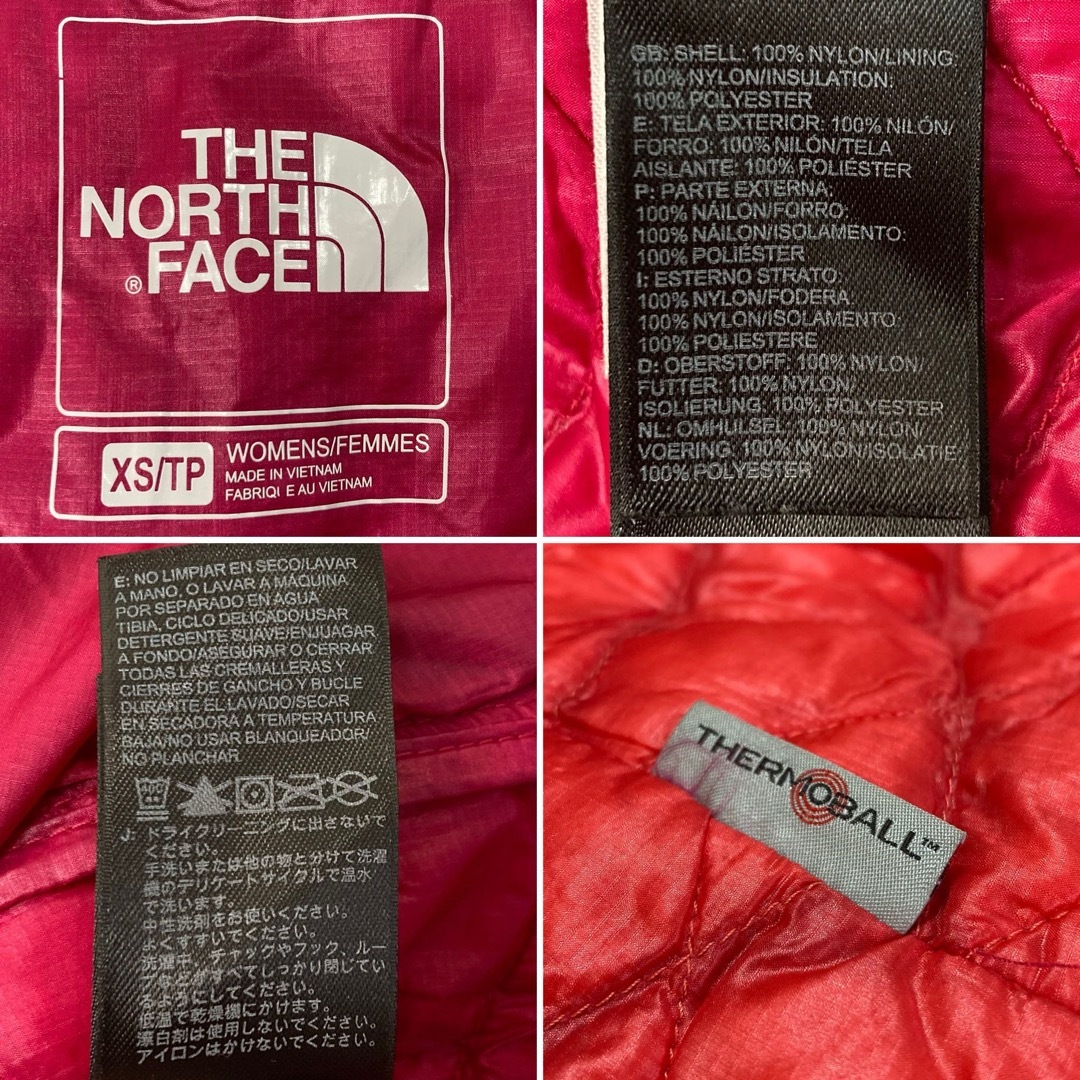 THE
NORTH
FACE
®
XS/TP
WOMENS/FEMMES
MADE IN VIETNAM
FABRIQ E AU VIETNAM
GB: SHELL: 100% NYLON/LINING:
100% NYLON/INSULATION:
100% POLYESTER
E: TELA EXTERIOR: 100% NILÓN/
FORRO: 100% NILÓN/TELA
AISLANTE: 100% POLIÉSTER
P: PARTE EXTERNA:
100% NÁILON/FORRO:
100% NÁILON/ISOLAMENTO:
100% POLIÉSTER
I: ESTERNO STRATO:
100% NYLON/FODERA:
100% NYLON/ISOLAMENTO:
100% POLIESTERE
D: OBERSTOFF: 100% NYLON/
FUTTER: 100% NYLON/
ISOLIERUNG: 100% POLYESTER
NL: OMHULSEL: 100% NYLON/
VOERING: 100% NYLON/ISOLATIE:
100% POLYESTER
E: NO LIMPIAR EN SECO/LAVAR
A MANO, O LAVAR A MÁQUINA
POR SEPARADO EN AGUA
TIBIA, CICLO DELICADO/USAR
DETERGENTE SUAVE/ENJUAGAR
A FONDO/ASEGURAR O CERRAR
TODAS LAS CREMALLERAS Y
CIERRES DE GANCHO Y BUCLE
DURANTE EL LAVADO/SECAR
EN SECADORA A TEMPERATURA
BAJA/NO USAR BLANQUEADOR/
NO PLANCHAR
J: ドライクリーニングに出さないで
ください。
手洗いまたは他の物と分けて洗濯
機のデリケートサイクルで温水
で洗います。
中性洗剤をお使いください。
よくすすいでください。
洗濯中、チャックやフック、ルー
プなどがすべてしっかり閉じてい
るようにしてください。
低温で乾燥機にかけます。
漂白剤は使用しないでください。
アイロンはかけないでください。
THERMOBALL™